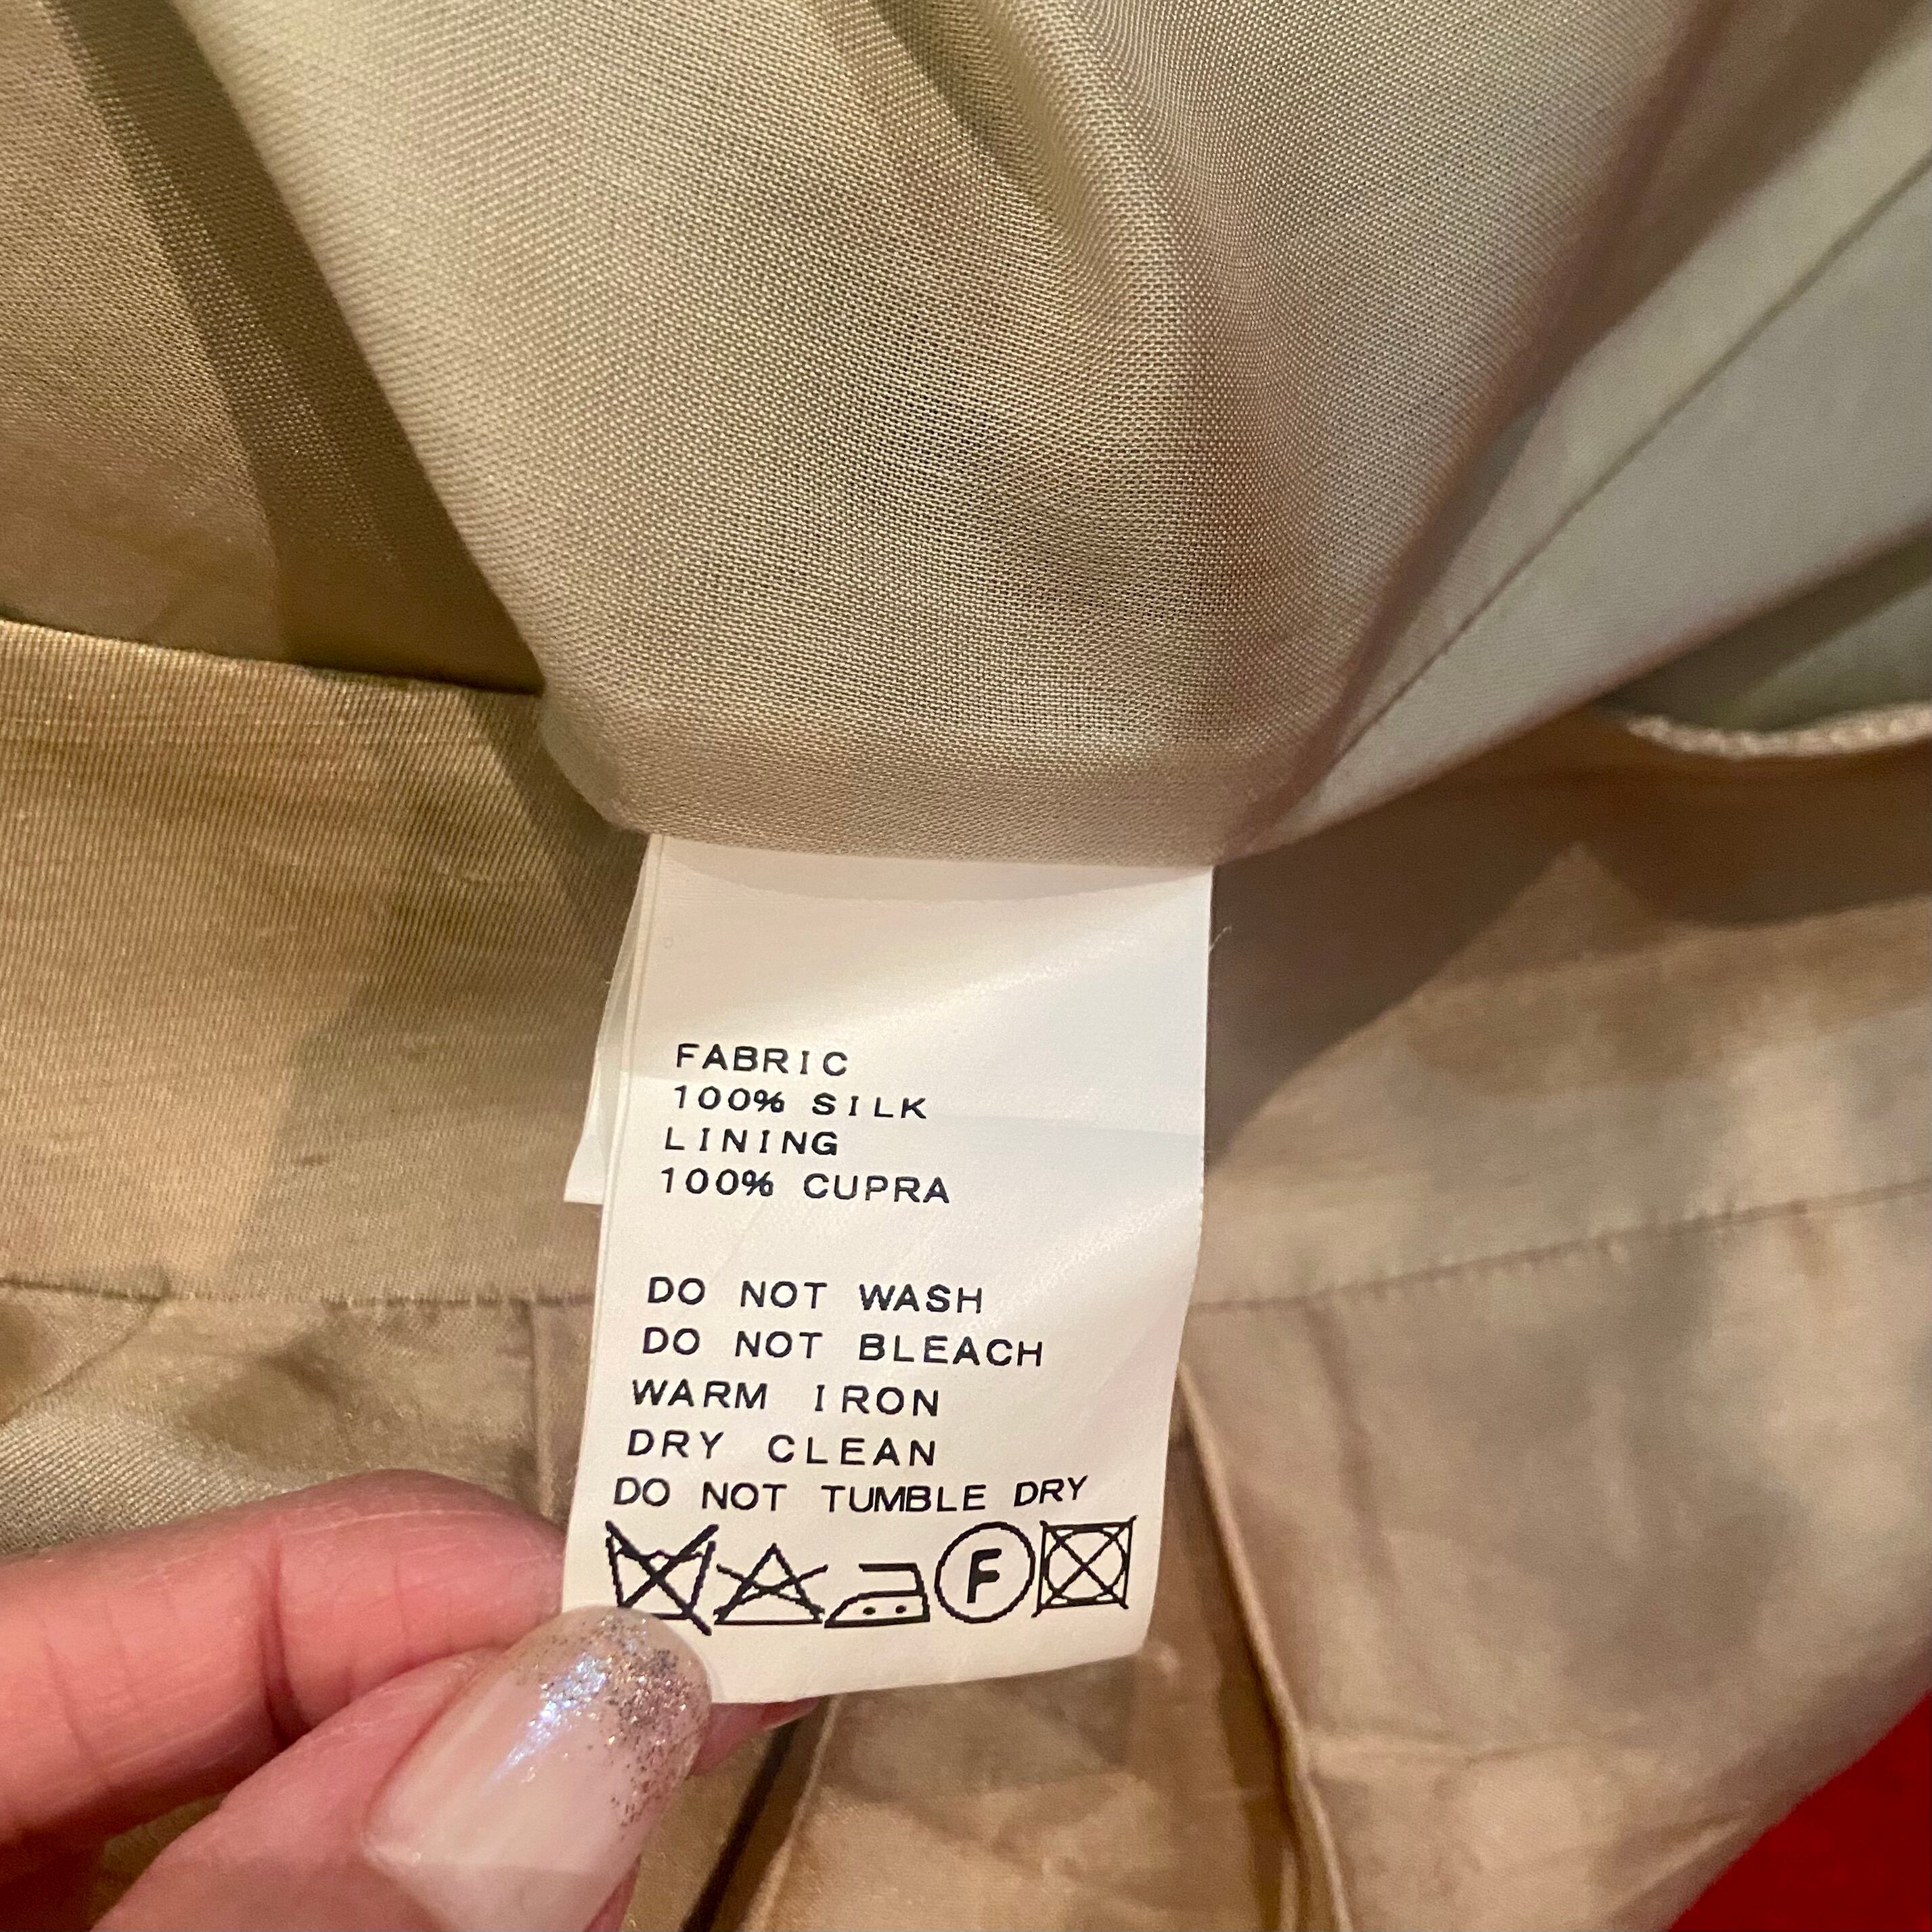 FABRIC
100% SILK
LINING
100% CUPRA
DO NOT WASH
DO NOT BLEACH
WARM IRON
DRY CLEAN
DO NOT TUMBLE DRY
F